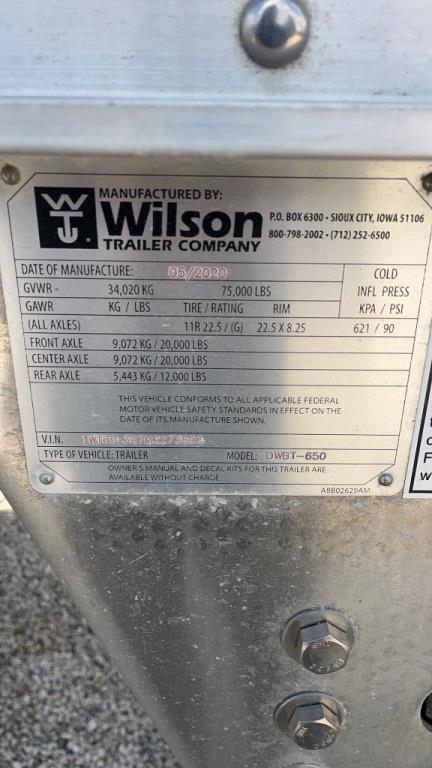 MANUFACTURED BY:
Wilson
TRAILER COMPANY
P.O. BOX 6300 • SIOUX CITY, IOWA 51106
800-798-2002 • (712) 252-6500
DATE OF MANUFACTURE: 05/2020
COLD
GVWR - 34,020 KG 75,000 LBS
INFL PRESS
GAWR KG / LBS TIRE / RATING RIM
KPA / PSI
(ALL AXLES) 11R 22.5 / (G) 22.5 X 8.25 621 / 90
FRONT AXLE 9,072 KG / 20,000 LBS
CENTER AXLE 9,072 KG / 20,000 LBS
REAR AXLE 5,443 KG / 12,000 LBS
THIS VEHICLE CONFORMS TO ALL APPLICABLE FEDERAL
MOTOR VEHICLE SAFETY STANDARDS IN EFFECT ON THE
DATE OF MANUFACTURE SHOWN ABOVE.
V.I.N.
TYPE OF VEHICLE: TRAILER MODEL: DWBT-650
OWNER'S MANUAL AND DECAL KITS FOR THIS TRAILER ARE
AVAILABLE WITHOUT CHARGE.
ABB02629AM